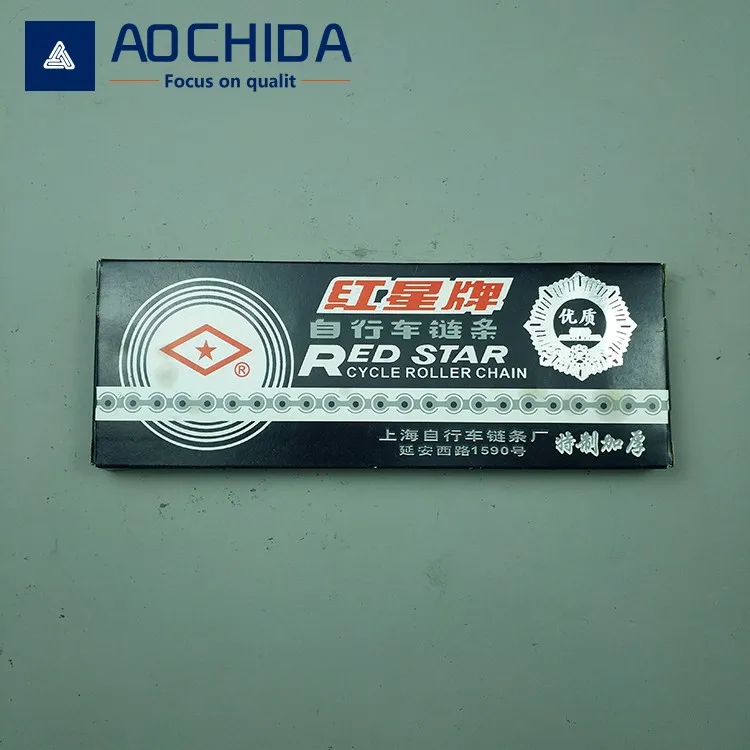 AOCHIDA
Focus on qualit
红星牌
自行车链条
RED STAR
CYCLE ROLLER CHAIN
®
优质
上海自行车链条厂
延安西路1590号
特制加厚